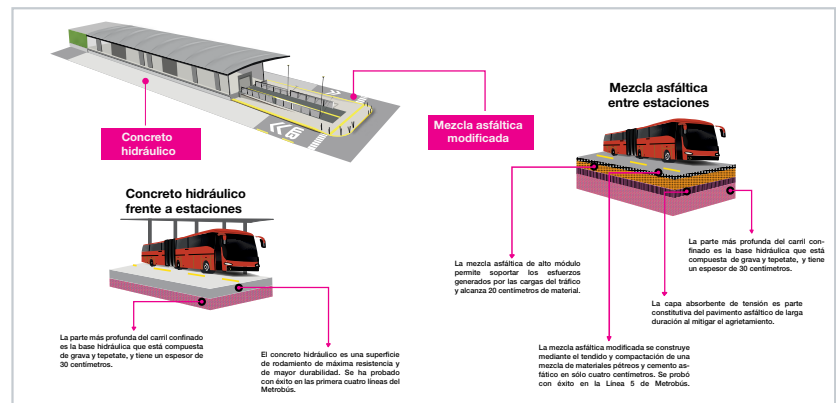 Concreto
hidráulico
Mezcla asfáltica
modificada
Concreto hidráulico
frente a estaciones
La parte más profunda del carril confinado
es la base hidráulica que está compuesta
de grava y tepetate, y tiene un espesor de
30 centímetros.
El concreto hidráulico es una superficie
de rodamiento de máxima resistencia y
de mayor durabilidad. Se ha probado
con éxito en las primera cuatro líneas del
Metrobús.
Mezcla asfáltica
entre estaciones
La mezcla asfáltica de alto módulo
permite soportar los esfuerzos
generados por las cargas del tráfico
y alcanza 20 centímetros de material.
La parte más profunda del carril con-
finado es la base hidráulica que está
compuesta de grava y tepetate, y tiene
un espesor de 30 centímetros.
La capa absorbente de tensión es parte
constitutiva del pavimento asfáltico de larga
duración al mitigar el agrietamiento.
La mezcla asfáltica modificada se construye
mediante el tendido y compactación de una
mezcla de materiales pétreos y cemento as-
fático en sólo cuatro centímetros. Se probó
con éxito en la Línea 5 de Metrobús.